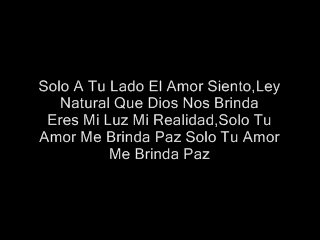 Solo A Tu Lado El Amor Siento,Ley
Natural Que Dios Nos Brinda
Eres Mi Luz Mi Realidad,Solo Tu
Amor Me Brinda Paz Solo Tu Amor
Me Brinda Paz